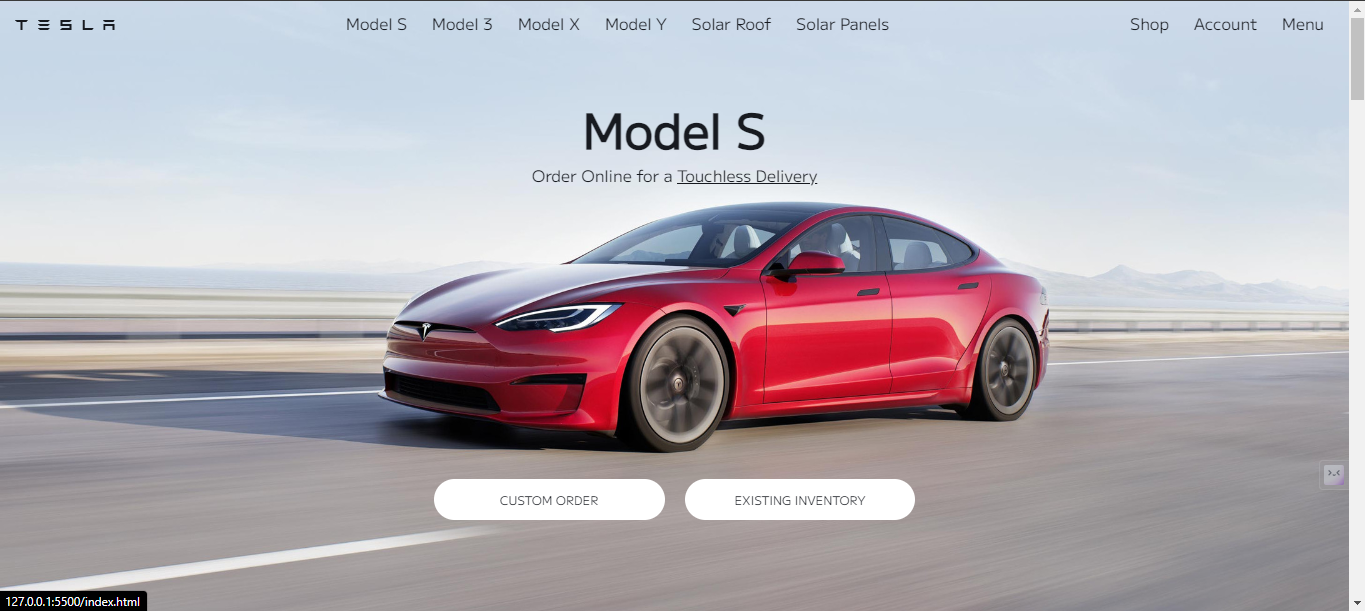 TESLA Model S Model 3 Model X Model Y Solar Roof Solar Panels Shop Account Menu
Model S
Order Online for a Touchless Delivery
CUSTOM ORDER EXISTING INVENTORY
127.0.0.1:5500/index.html